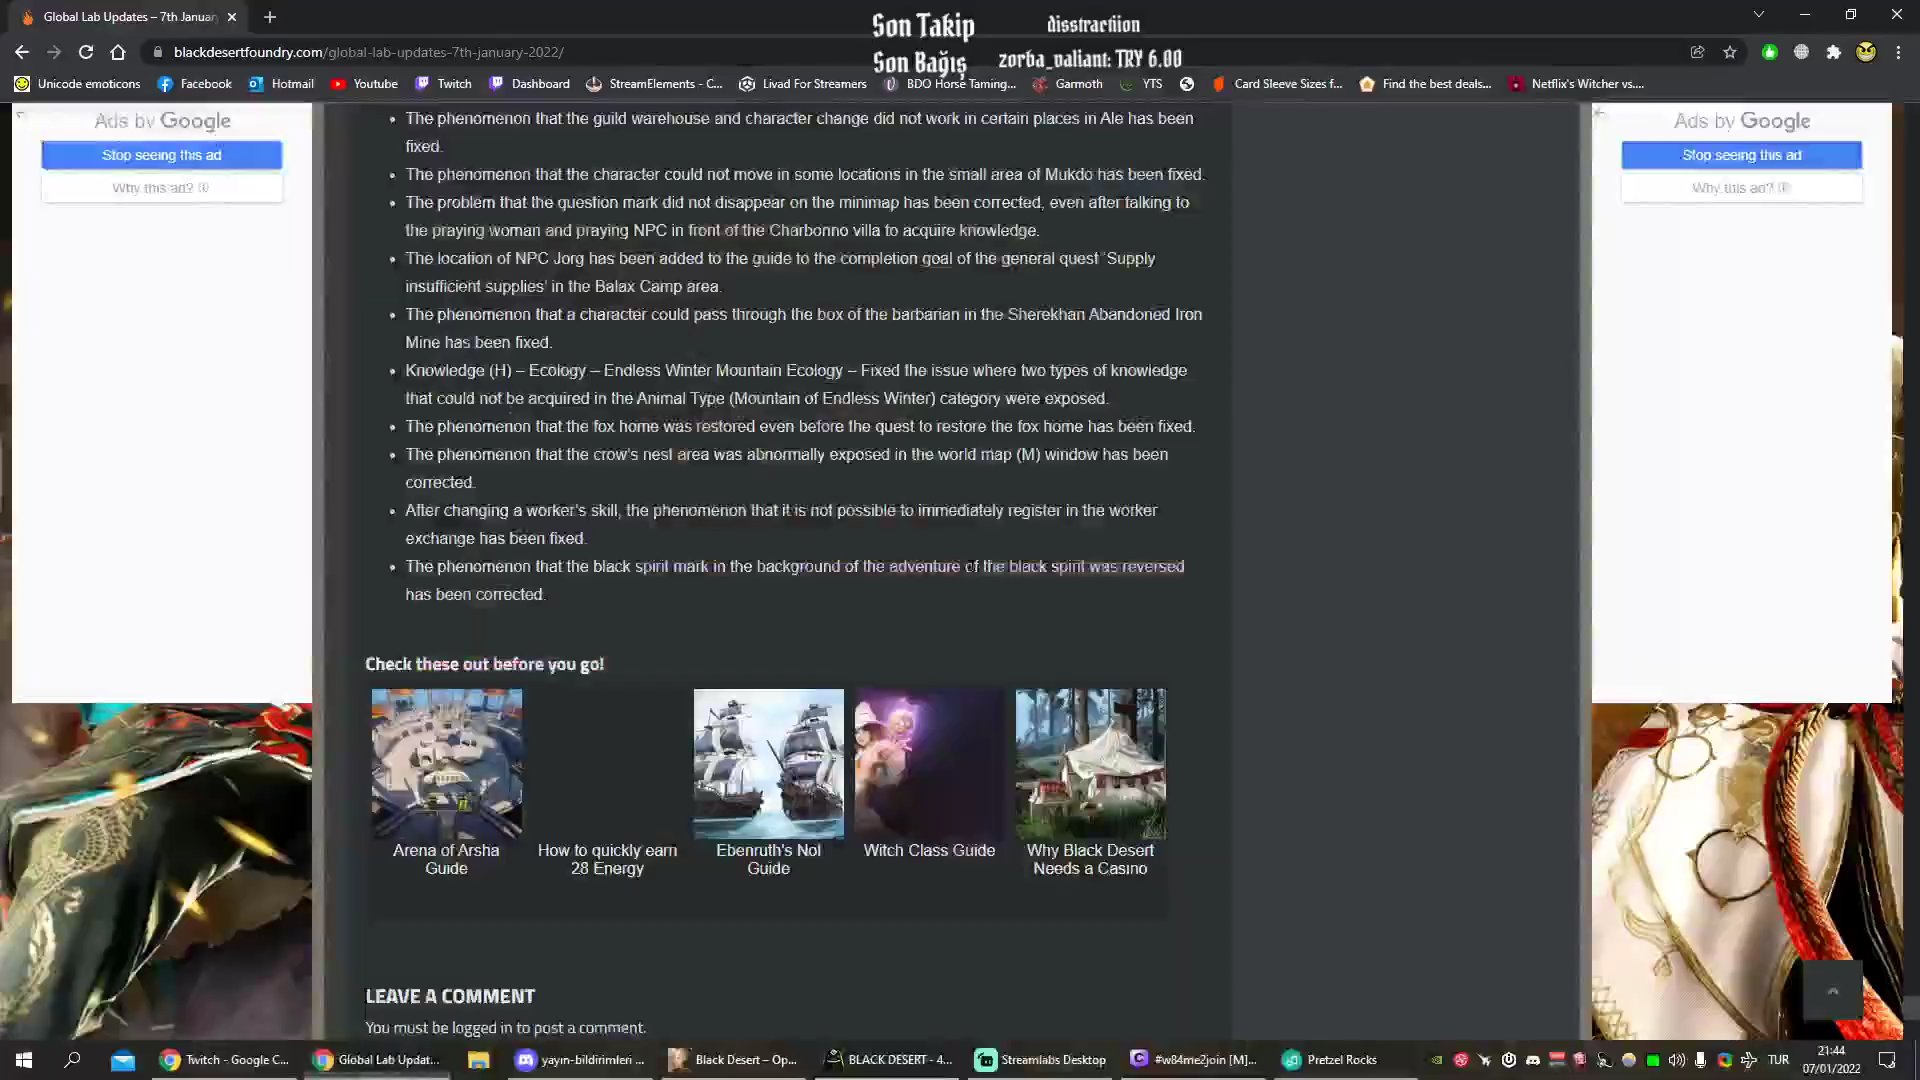 Global Lab Updates – 7th Januar
Son Takip
disstractiion
blackdesertfoundry.com/global-lab-updates-7th-january-2022/
Son Bağış
zorba_valiant: TRY 6.00
Unicode emoticons
Facebook
Hotmail
Youtube
Twitch
Dashboard
StreamElements - C...
Livad For Streamers
BDO Horse Taming...
Garmoth
YTS
Card Sleeve Sizes f...
Find the best deals...
Netflix's Witcher vs....
Ads by Google
Stop seeing this ad
Why this ad?
The phenomenon that the guild warehouse and character change did not work in certain places in Ale has been
fixed.
The phenomenon that the character could not move in some locations in the small area of Mukdo has been fixed.
The problem that the question mark did not disappear on the minimap has been corrected, even after talking to
the praying woman and praying NPC in front of the Charbonno villa to acquire knowledge.
The location of NPC Jorg has been added to the guide to the completion goal of the general quest 'Supply
insufficient supplies' in the Balax Camp area.
The phenomenon that a character could pass through the box of the barbarian in the Sherekhan Abandoned Iron
Mine has been fixed.
Knowledge (H) – Ecology – Endless Winter Mountain Ecology – Fixed the issue where two types of knowledge
that could not be acquired in the Animal Type (Mountain of Endless Winter) category were exposed.
The phenomenon that the fox home was restored even before the quest to restore the fox home has been fixed.
The phenomenon that the crow's nest area was abnormally exposed in the world map (M) window has been
corrected.
After changing a worker's skill, the phenomenon that it is not possible to immediately register in the worker
exchange has been fixed.
The phenomenon that the black spirit mark in the background of the adventure of the black spirit was reversed
has been corrected.
Ads by Google
Stop seeing this ad
Why this ad?
Check these out before you go!
Arena of Arsha
Guide
How to quickly earn
28 Energy
Ebenruth's Nol
Guide
Witch Class Guide
Why Black Desert
Needs a Casino
LEAVE A COMMENT
You must be logged in to post a comment.
Twitch - Google C...
Global Lab Updat...
yayın-bildirimleri ...
Black Desert – Op...
BLACK DESERT - 4...
Streamlabs Desktop
#w84me2join [M]...
Pretzel Rocks
TUR
21:44
07/01/2022